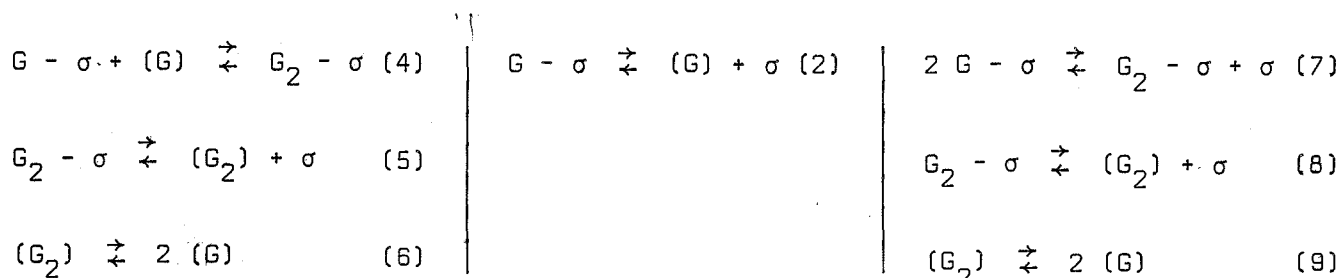 G - σ + (G) ⇄ G₂ - σ (4)
G₂ - σ ⇄ (G₂) + σ (5)
(G₂) ⇄ 2 (G) (6)
G - σ ⇄ (G) + σ (2)
2 G - σ ⇄ G₂ - σ + σ (7)
G₂ - σ ⇄ (G₂) + σ (8)
(G₂) ⇄ 2 (G) (9)